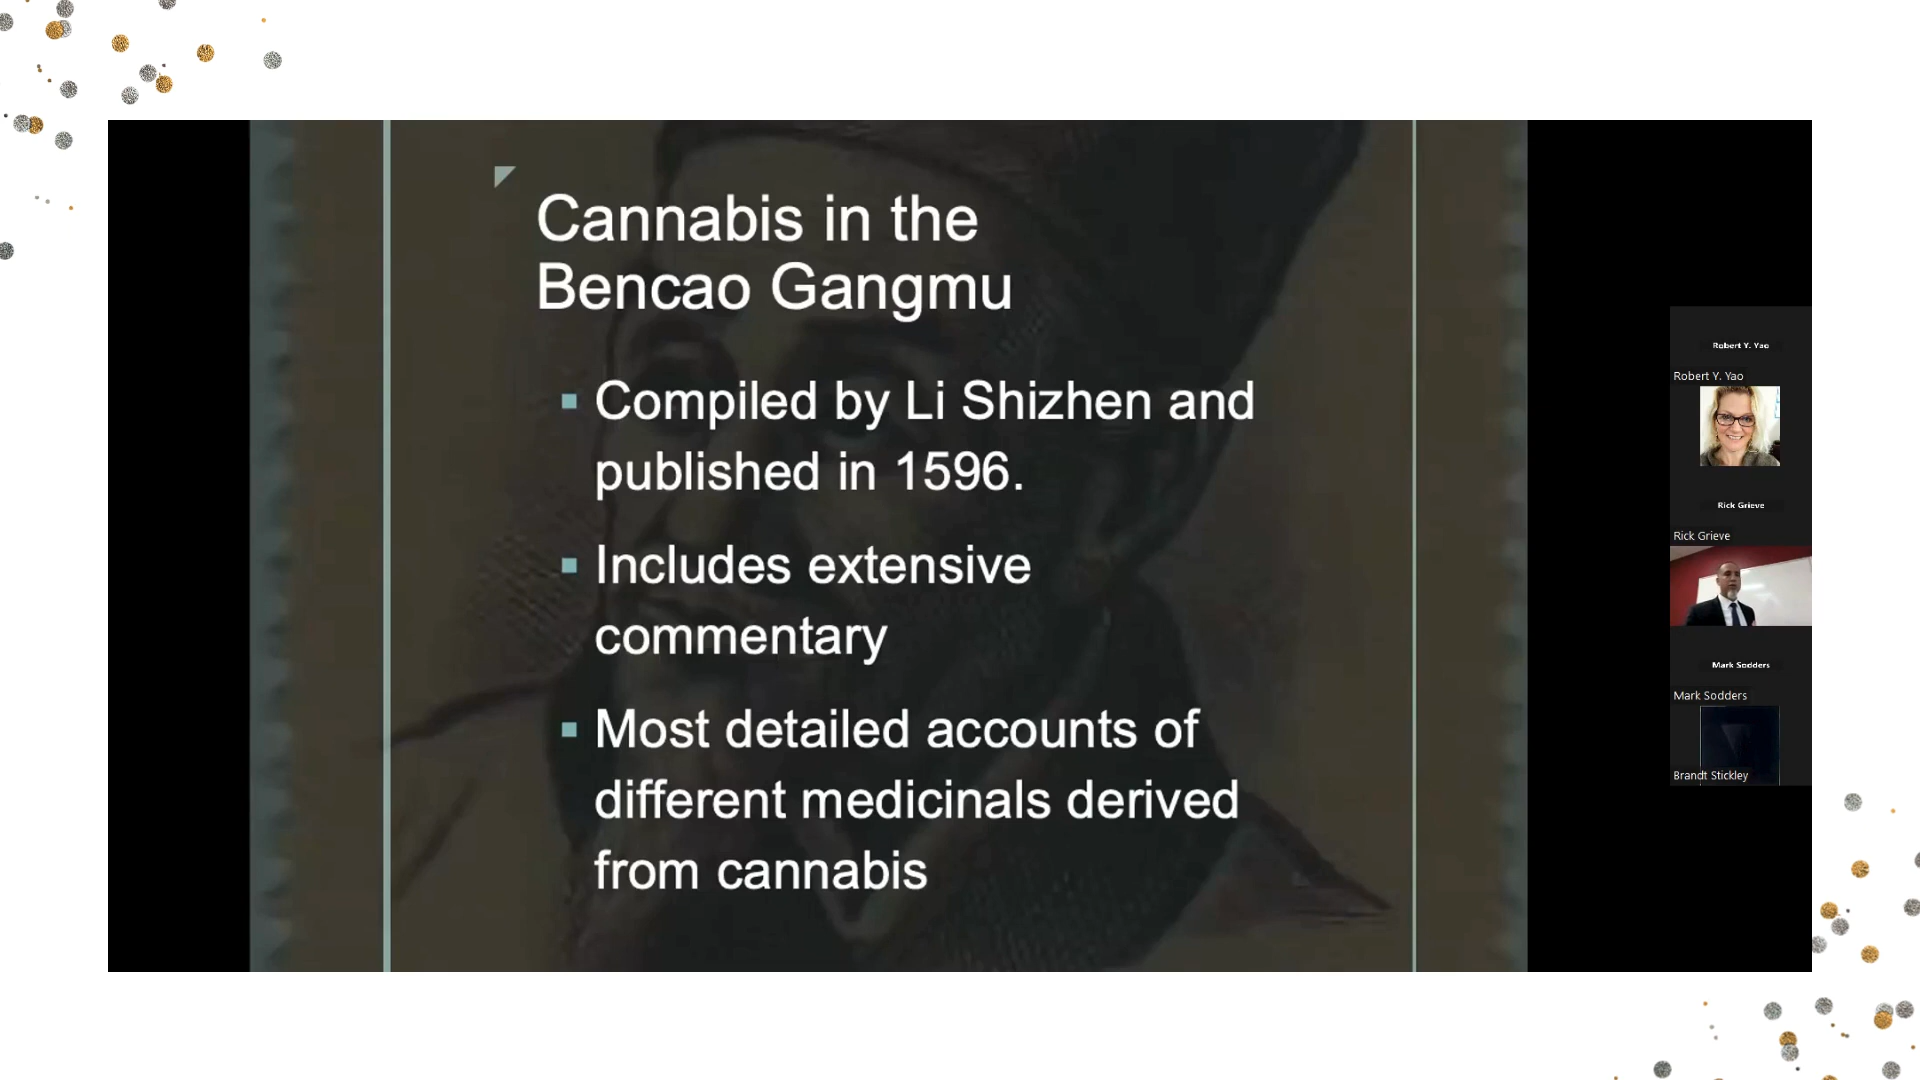 Cannabis in the
Bencao Gangmu
Compiled by Li Shizhen and
published in 1596.
Includes extensive
commentary
Most detailed accounts of
different medicinals derived
from cannabis
Robert Y. Yao
Robert Y. Yao
Rick Grieve
Rick Grieve
Mark Sodders
Mark Sodders
Brandt Stickley